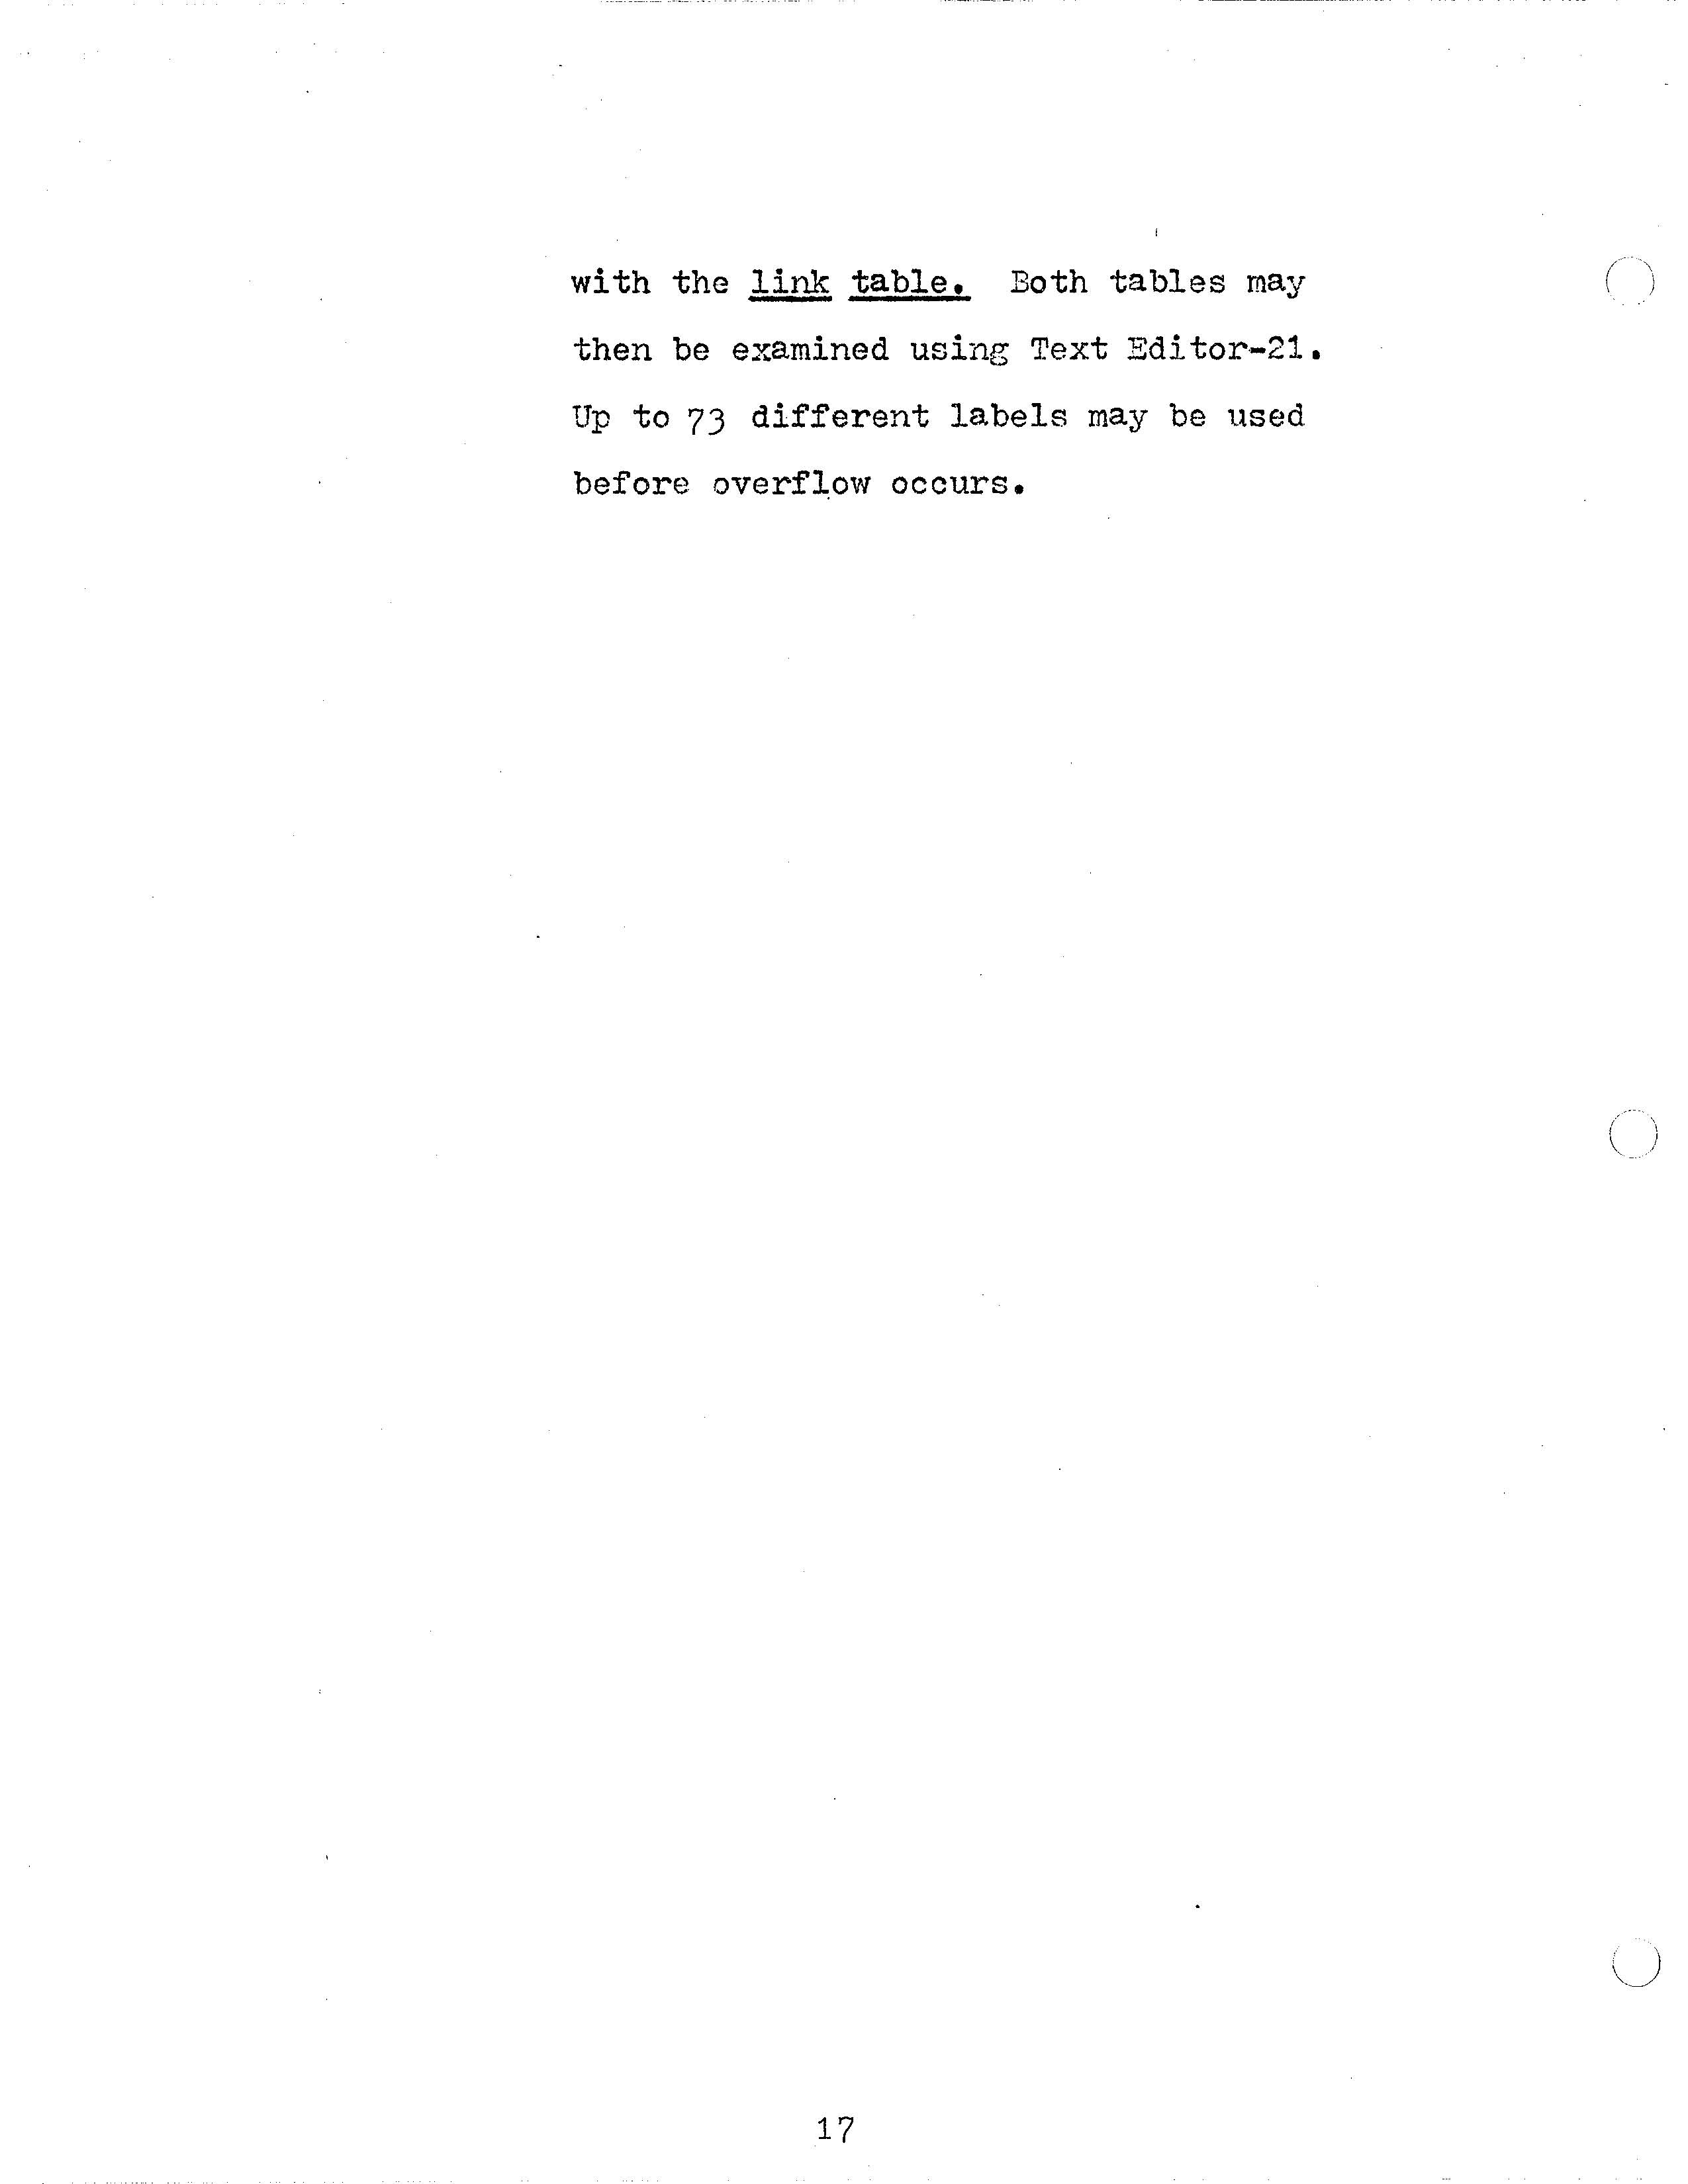 with the link table. Both tables may
then be examined using Text Editor-21.
Up to 73 different labels may be used
before overflow occurs.
17